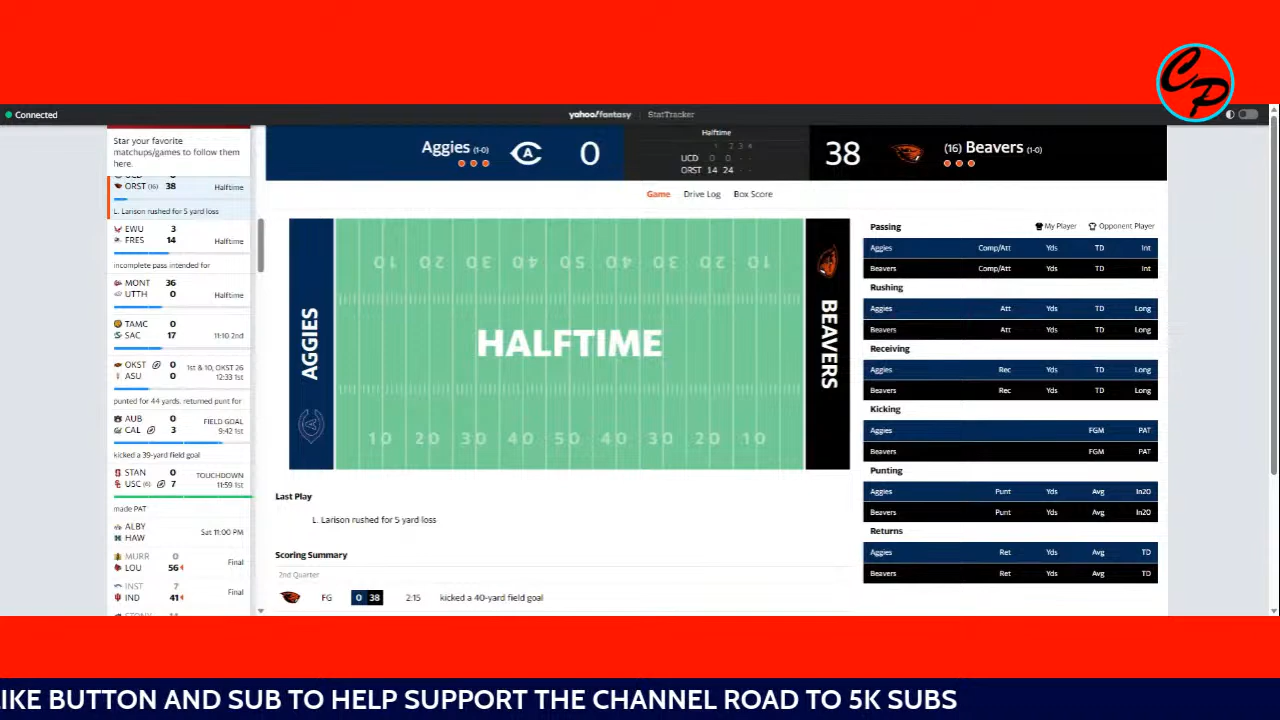 CP
Connected
yahoo!fantasy | StatTracker
Star your favorite
matchups/games to follow them
here.
ORST (16) 38 Halftime
L. Larison rushed for 5 yard loss
EWU 3
FRES 14 Halftime
incomplete pass intended for
MONT 36
UTTH 0 Halftime
TAMC 0
SAC 17 11:10 2nd
OKST 0 1st & 10, OKST 26
ASU 0 12:33 1st
punted for 44 yards, returned punt for
AUB 0 FIELD GOAL
CAL 3 9:42 1st
kicked a 39-yard field goal
STAN 0 TOUCHDOWN
USC (6) 7 11:59 1st
made PAT
ALBY
HAW Sat 11:00 PM
MURR 0
LOU 56 Final
INST 7
IND 41 Final
Aggies (1-0) 0
Halftime
1 2 3 4
UCD 0 0 - -
ORST 14 24 - -
38 (16) Beavers (1-0)
Game Drive Log Box Score
AGGIES
10 20 30 40 50 40 30 20 10
HALFTIME
10 20 30 40 50 40 30 20 10
BEAVERS
Last Play
L. Larison rushed for 5 yard loss
Scoring Summary
2nd Quarter
FG 0 38 2:15 kicked a 40-yard field goal
Passing My Player Opponent Player
Aggies Comp/Att Yds TD Int
Beavers Comp/Att Yds TD Int
Rushing
Aggies Att Yds TD Long
Beavers Att Yds TD Long
Receiving
Aggies Rec Yds TD Long
Beavers Rec Yds TD Long
Kicking
Aggies FGM PAT
Beavers FGM PAT
Punting
Aggies Punt Yds Avg In20
Beavers Punt Yds Avg In20
Returns
Aggies Ret Yds Avg TD
Beavers Ret Yds Avg TD
IKE BUTTON AND SUB TO HELP SUPPORT THE CHANNEL ROAD TO 5K SUBS